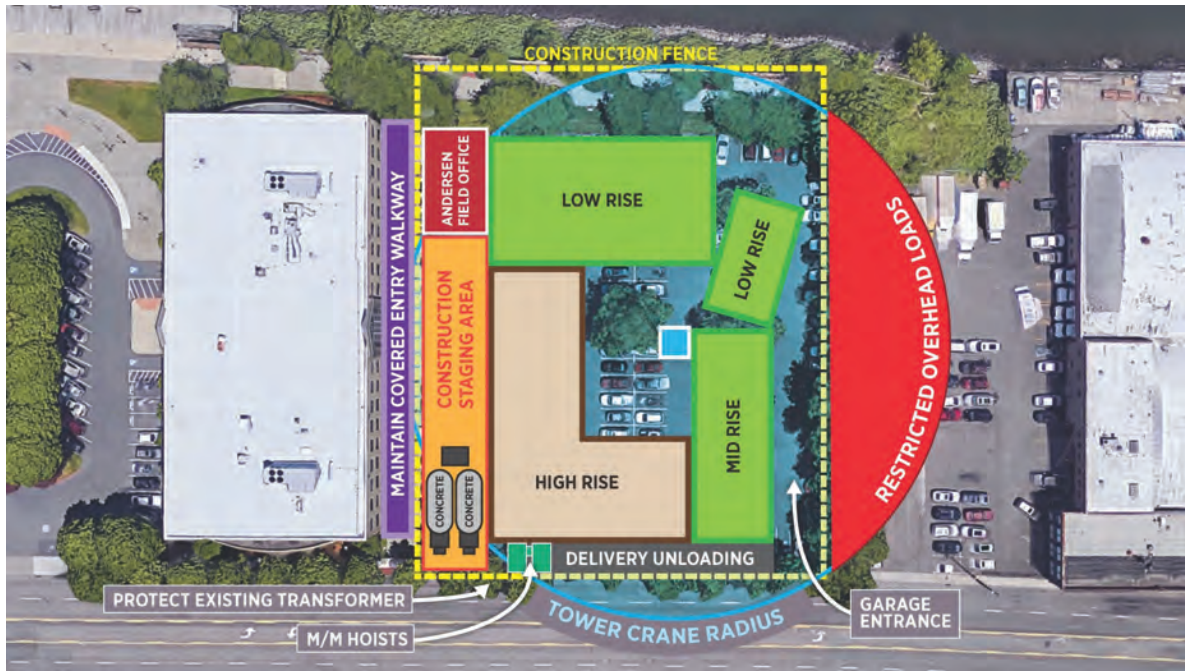 CONSTRUCTION FENCE
MAINTAIN COVERED ENTRY WALKWAY
ANDERSEN
FIELD OFFICE
LOW RISE
LOW RISE
CONSTRUCTION
STAGING AREA
RESTRICTED OVERHEAD LOADS
MID RISE
HIGH RISE
CONCRETE
CONCRETE
DELIVERY UNLOADING
PROTECT EXISTING TRANSFORMER
M/M HOISTS
TOWER CRANE RADIUS
GARAGE
ENTRANCE